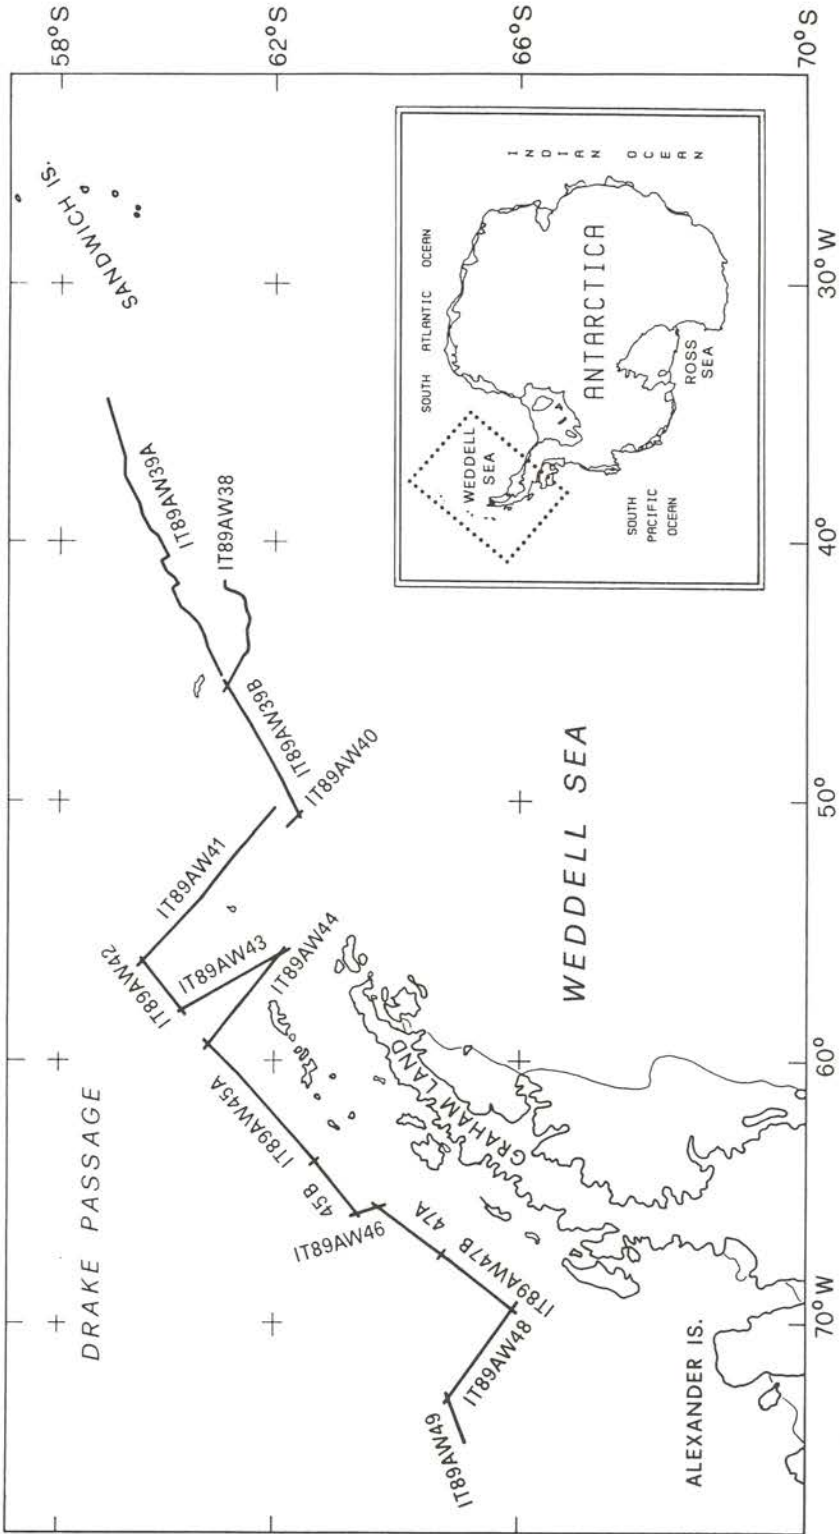 58°S
62°S
66°S
70°S
SANDWICH IS.
IT89AW39A
IT89AW38
IT89AW39B
IT89AW40
IT89AW41
IT89AW42
IT89AW43
IT89AW44
IT89AW45A
45B
IT89AW46
47A
IT89AW47B
IT89AW48
IT89AW49
DRAKE PASSAGE
WEDDELL SEA
GRAHAM LAND
ALEXANDER IS.
70°W
60°
50°
40°
30°W
SOUTH ATLANTIC OCEAN
INDIAN OCEAN
WEDDELL
SEA
ANTARCTICA
ROSS
SEA
SOUTH
PACIFIC
OCEAN